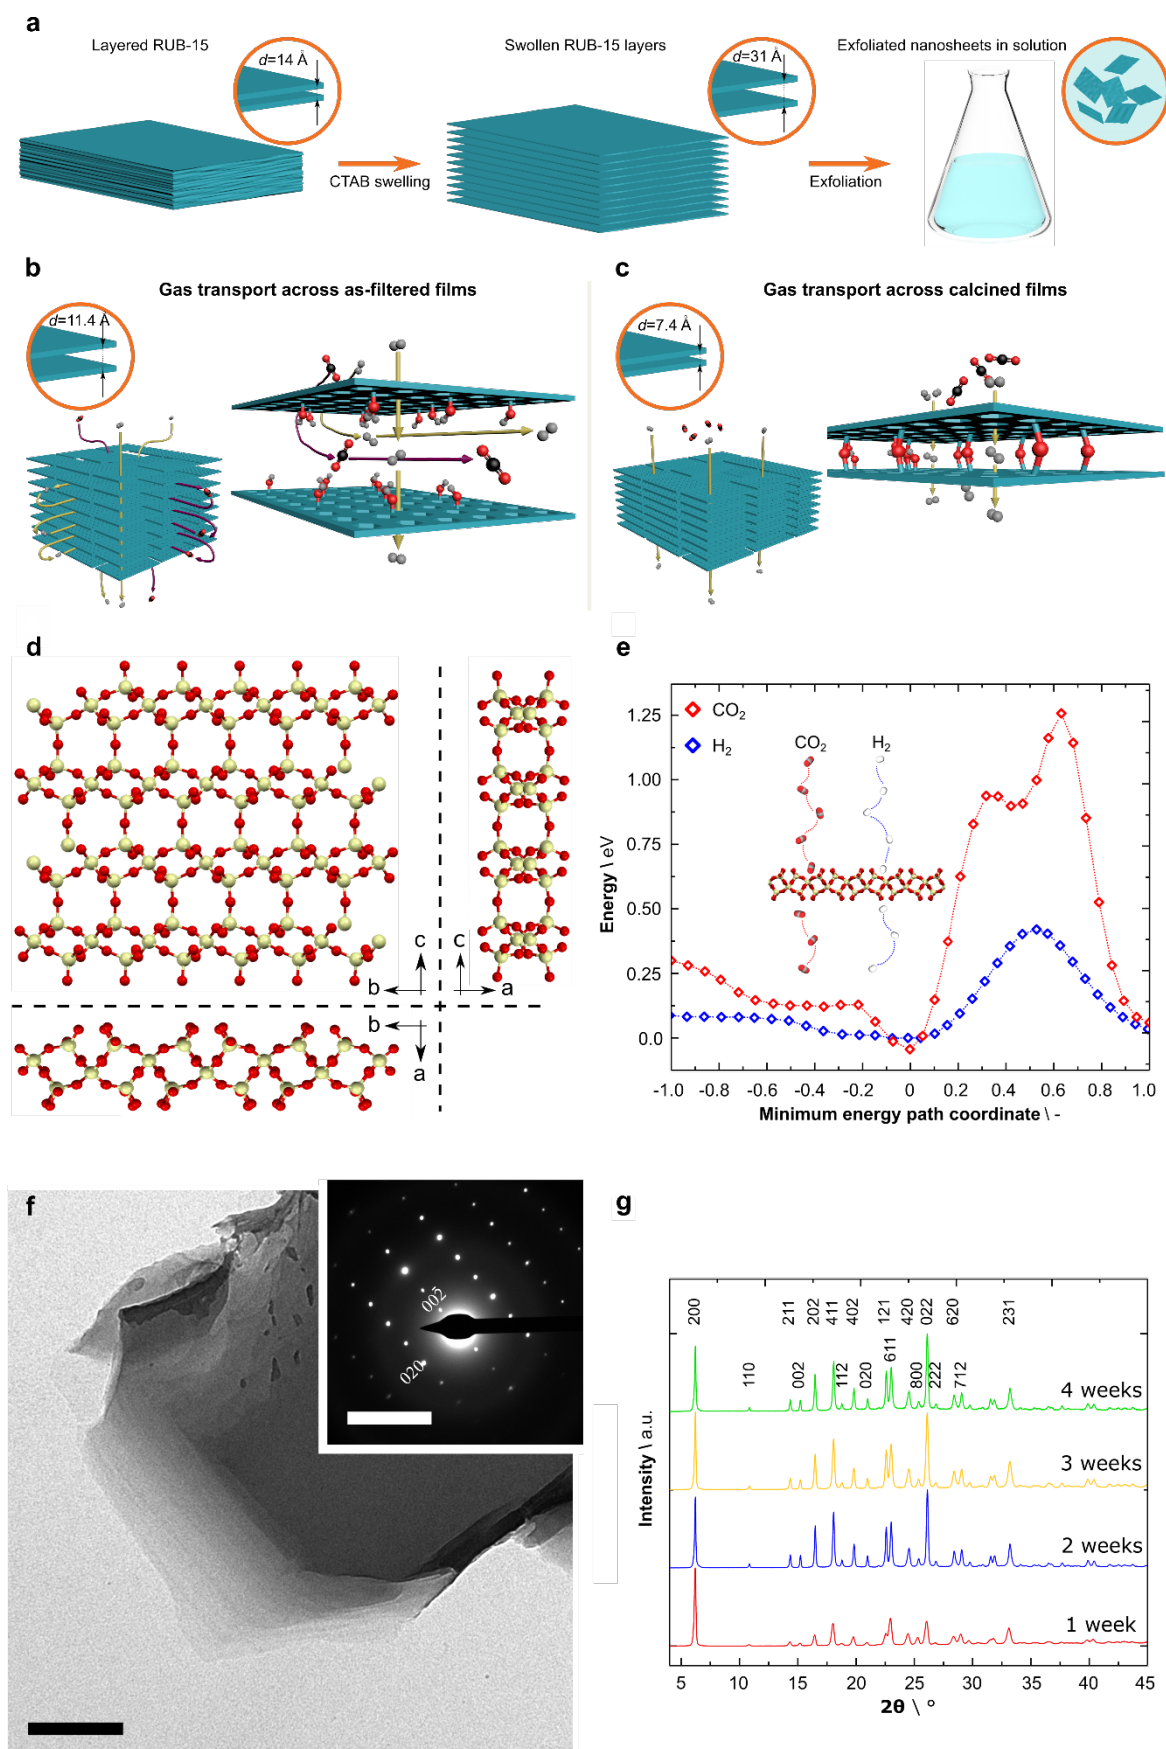 a
Layered RUB-15
d=14 Å
CTAB swelling
Swollen RUB-15 layers
d=31 Å
Exfoliation
Exfoliated nanosheets in solution
b
Gas transport across as-filtered films
d=11.4 Å
c
Gas transport across calcined films
d=7.4 Å
d
c
b
c
a
b
a
e
CO₂
H₂
CO₂
H₂
Energy \ eV
1.25
1.00
0.75
0.50
0.25
0.0
-1.0 -0.8 -0.6 -0.4 -0.2 0 0.2 0.4 0.6 0.8 1.0
Minimum energy path coordinate \ -
f
002̄
020
g
200 211 202 411 402 121 420 022 620 231
110 002 112 020 611 800 222 712
4 weeks
3 weeks
2 weeks
1 week
Intensity \ a.u.
5 10 15 20 25 30 35 40 45
2θ \ °